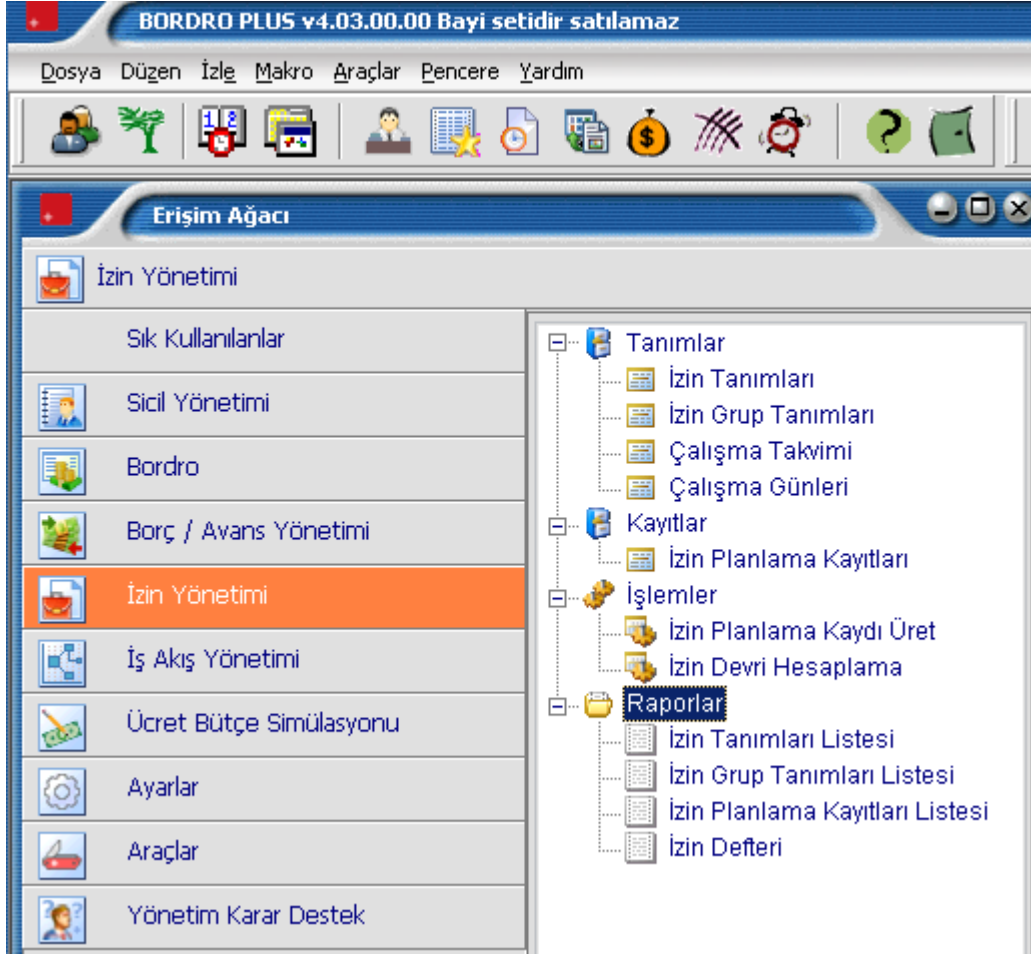 BORDRO PLUS v4.03.00.00 Bayi setidir satılamaz
Dosya Düzen İzle Makro Araçlar Pencere Yardım
Erişim Ağacı
İzin Yönetimi
Sık Kullanılanlar
Sicil Yönetimi
Bordro
Borç / Avans Yönetimi
İzin Yönetimi
İş Akış Yönetimi
Ücret Bütçe Simülasyonu
Ayarlar
Araçlar
Yönetim Karar Destek
Tanımlar
İzin Tanımları
İzin Grup Tanımları
Çalışma Takvimi
Çalışma Günleri
Kayıtlar
İzin Planlama Kayıtları
İşlemler
İzin Planlama Kaydı Üret
İzin Devri Hesaplama
Raporlar
İzin Tanımları Listesi
İzin Grup Tanımları Listesi
İzin Planlama Kayıtları Listesi
İzin Defteri